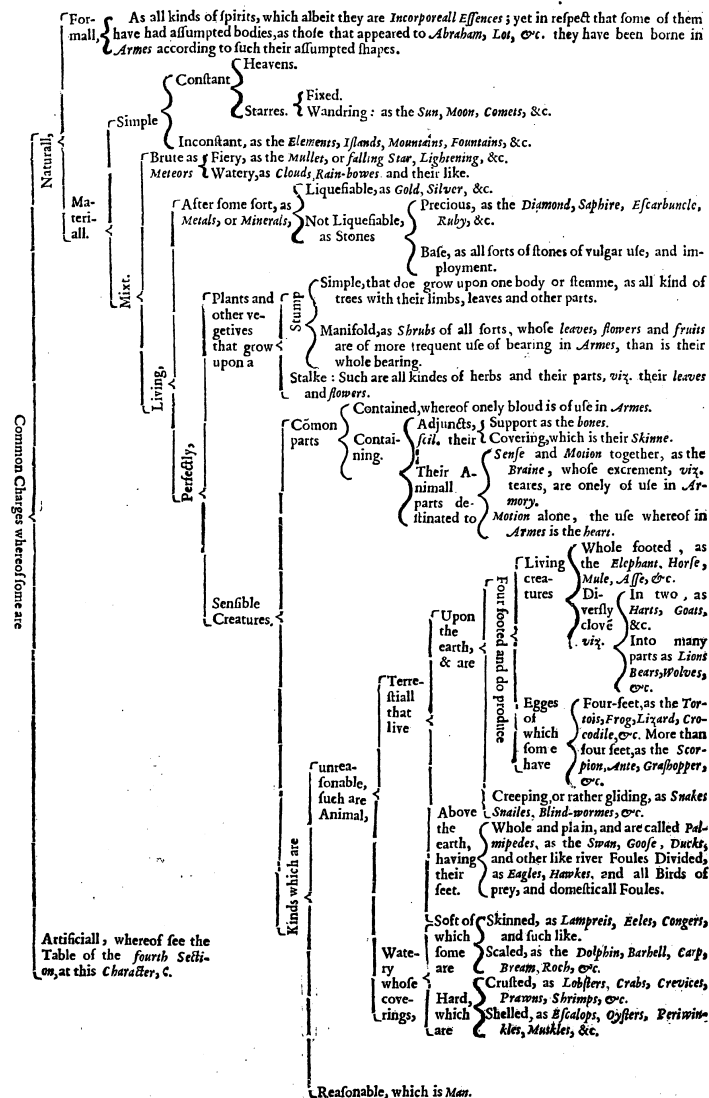 As all kinds of ſpirits, which albeit they are Incorporeall Eſſences; yet in reſpect that ſome of them
have had aſſumpted bodies, as thoſe that appeared to Abraham, Lot, &c. they have been borne in
Armes according to ſuch their aſſumpted ſhapes.
For-
mall,
Naturall,
Mate-
riall.
Simple
Conſtant
Heavens.
Starres.
Fixed.
Wandring: as the Sun, Moon, Comets, &c.
Inconſtant, as the Elements, Iſlands, Mountains, Fountains, &c.
Mixt.
Brute as
Meteors
Fiery, as the Mullet, or falling Star, Lightening, &c.
Watery, as Clouds, Rain-bowes and their like.
Living,
After ſome ſort, as
Metals, or Minerals,
Liquefiable, as Gold, Silver, &c.
Not Liquefiable,
as Stones
Precious, as the Diamond, Saphire, Eſcarbuncle,
Ruby, &c.
Baſe, as all ſorts of ſtones of vulgar uſe, and im-
ployment.
Perfectly,
Plants and
other ve-
getives
that grow
upon a
Stump
Simple, that doe grow upon one body or ſtemme, as all kind of
trees with their limbs, leaves and other parts.
Manifold, as Shrubs of all ſorts, whoſe leaves, flowers and fruits
are of more frequent uſe of bearing in Armes, than is their
whole bearing.
Stalke: Such are all kindes of herbs and their parts, viz. their leaves
and flowers.
Senſible
Creatures,
Cõmon
parts
Contained, whereof onely bloud is of uſe in Armes.
Contai-
ning.
Adjuncts,
ſcil. their
Support as the bones.
Covering, which is their Skinne.
Their A-
nimall
parts de-
ſtinated to
Senſe and Motion together, as the
Braine, whoſe excrement, viz.
teares, are onely of uſe in Ar-
mory.
Motion alone, the uſe whereof in
Armes is the heart.
Kinds which are
unrea-
ſonable,
ſuch are
Animal,
Terre-
ſtiall
that
live
Upon
the
earth,
& are
Four footed and do produce
Living
crea-
tures
Whole footed, as
the Elephant, Horſe,
Mule, Aſſe, &c.
Di-
verſly
clovẽ
viz.
In two, as
Harts, Goats,
&c.
Into many
parts as Lions
Bears, Wolves,
&c.
Egges
of
which
ſome
have
Four-feet, as the Tor-
tois, Frog, Lizard, Cro-
codile, &c. More than
four feet, as the Scor-
pion, Ante, Graſhopper,
&c.
Creeping, or rather gliding, as Snakes
Snailes, Blind-wormes, &c.
Above
the
earth,
having
their
feet.
Whole and plain, and are called Pal-
mipedes, as the Swan, Gooſe, Ducks,
and other like river Foules Divided,
as Eagles, Hawkes, and all Birds of
prey, and domeſticall Foules.
Wate-
ry
whoſe
cove-
rings,
Soft of
which
ſome
are
Skinned, as Lampreis, Eeles, Congers,
and ſuch like.
Scaled, as the Dolphin, Barhell, Carp,
Bream, Roch, &c.
Hard,
which
are
Cruſted, as Lobſters, Crabs, Crevices,
Prawns, Shrimps, &c.
Shelled, as Eſcalops, Oyſters, Periwin-
kles, Muskles, &c.
Reaſonable, which is Man.
Common Charges whereof ſome are
Artificiall, whereof ſee the
Table of the fourth Secti-
on, at this Character, C.